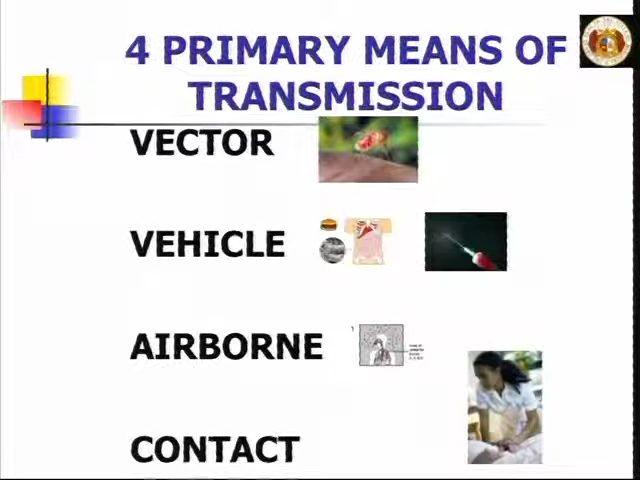 4 PRIMARY MEANS OF
TRANSMISSION
VECTOR
VEHICLE
AIRBORNE
CONTACT